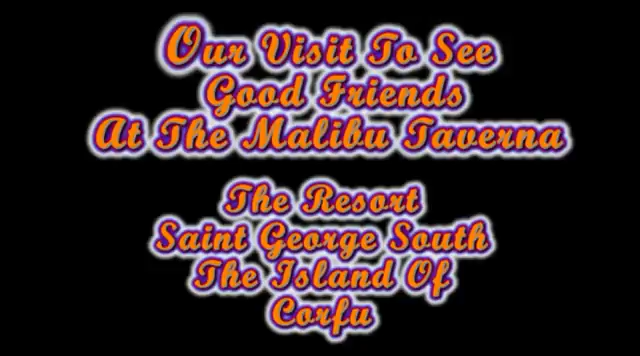 Our Visit To See
Good Friends
At The Malibu Taverna
The Resort
Saint George South
The Island Of
Corfu